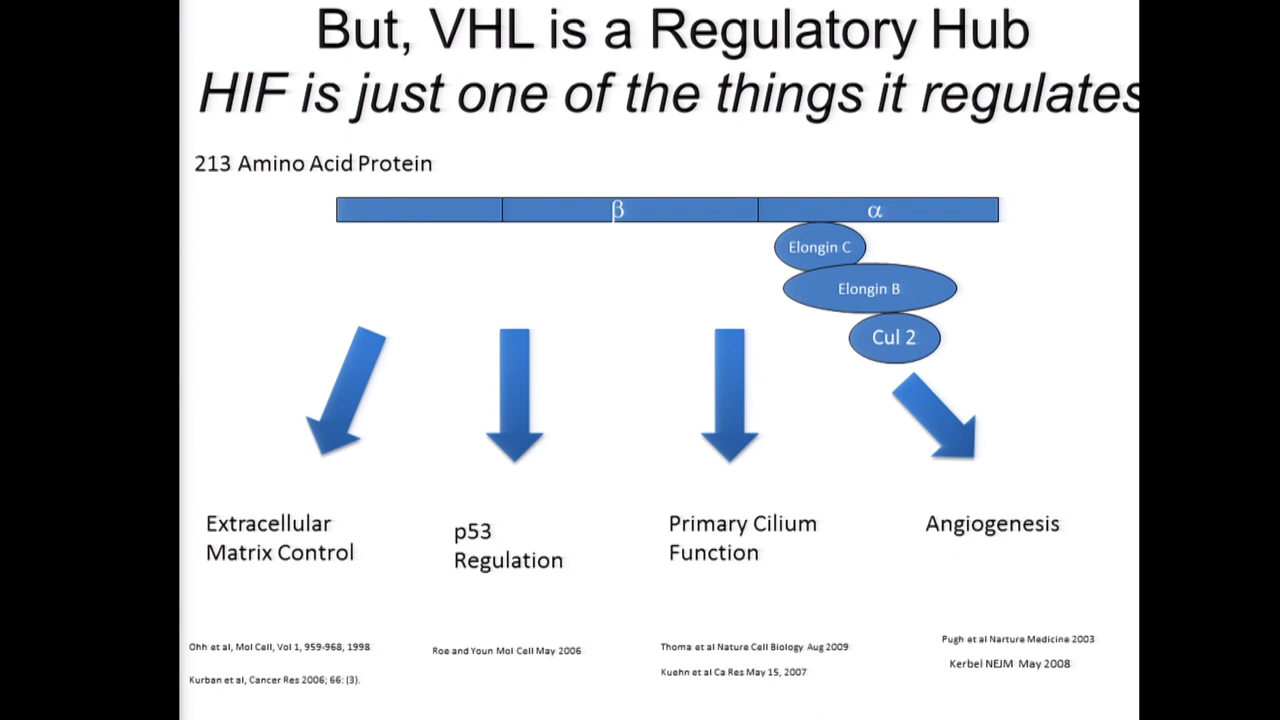 But, VHL is a Regulatory Hub
HIF is just one of the things it regulates
213 Amino Acid Protein
β
α
Elongin C
Elongin B
Cul 2
Extracellular
Matrix Control
p53
Regulation
Primary Cilium
Function
Angiogenesis
Ohh et al, Mol Cell, Vol 1, 959-968, 1998
Kurban et al, Cancer Res 2006; 66: (3).
Roe and Youn Mol Cell May 2006
Thoma et al Nature Cell Biology Aug 2009
Kuehn et al Ca Res May 15, 2007
Pugh et al Narture Medicine 2003
Kerbel NEJM May 2008